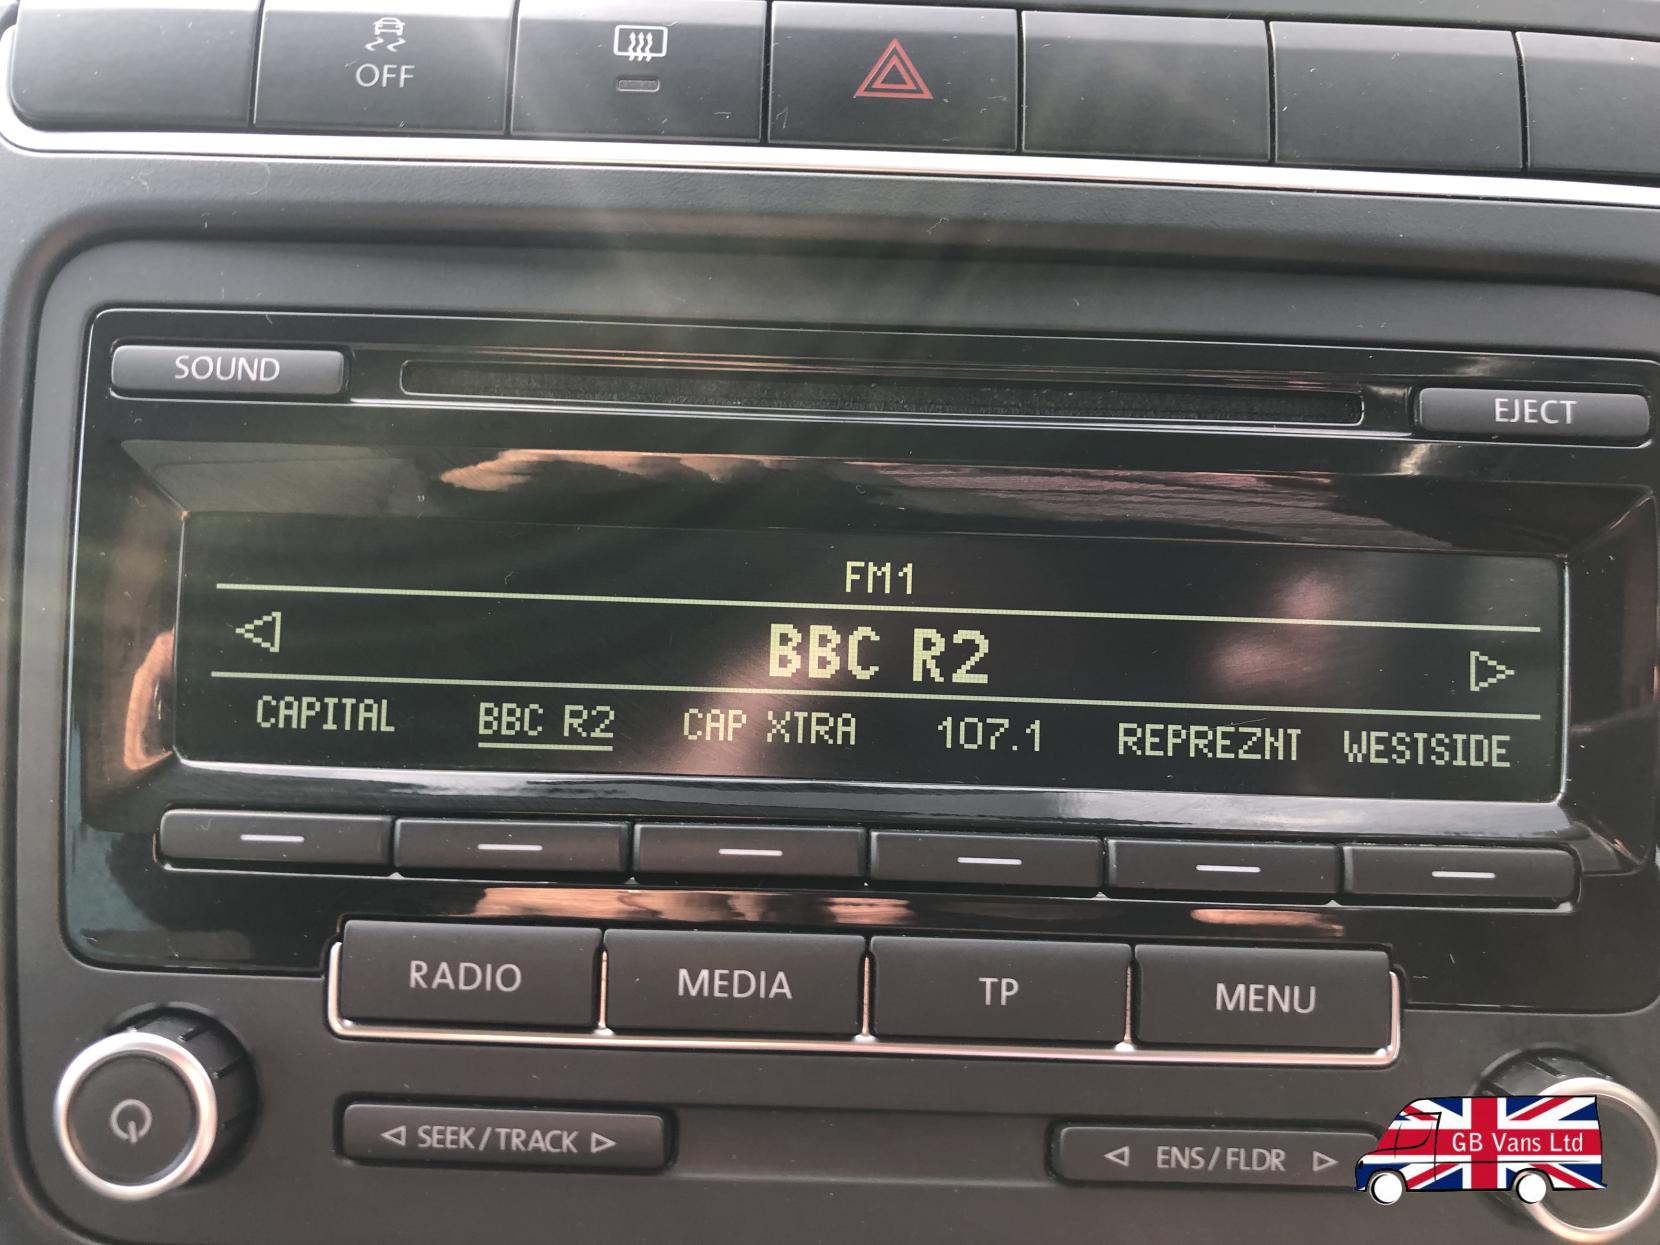 OFF
SOUND
EJECT
FM1
BBC R2
CAPITAL BBC R2 CAP XTRA 107.1 REPREZNT WESTSIDE
RADIO MEDIA TP MENU
SEEK/TRACK ENS/FLDR
GB Vans Ltd